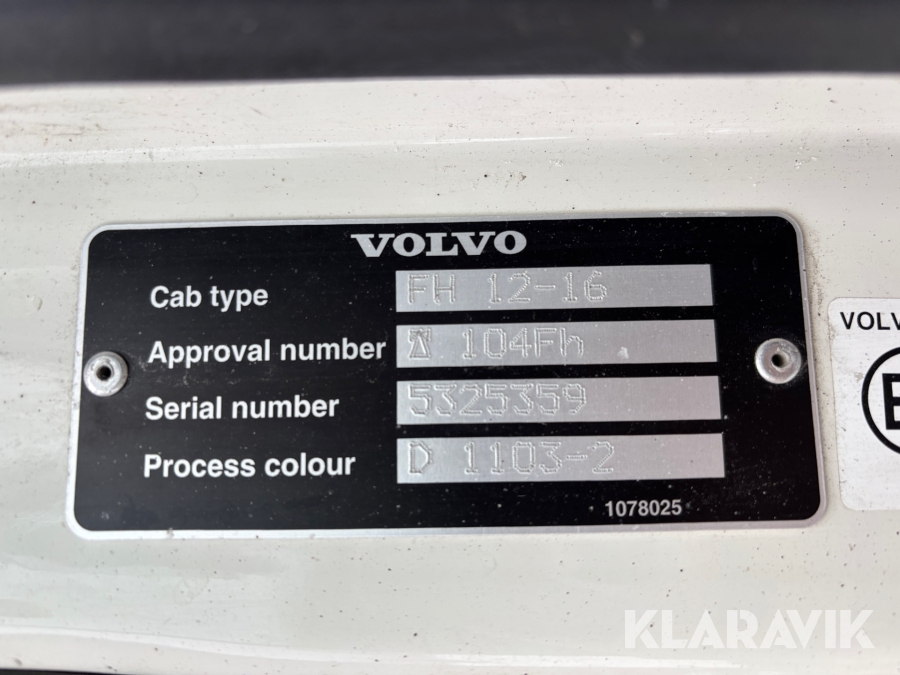 VOLVO
Cab type FH 12-16
Approval number 104Fh
Serial number 5325359
Process colour D 1103-2
1078025
VOLV
E
KLARAVIK